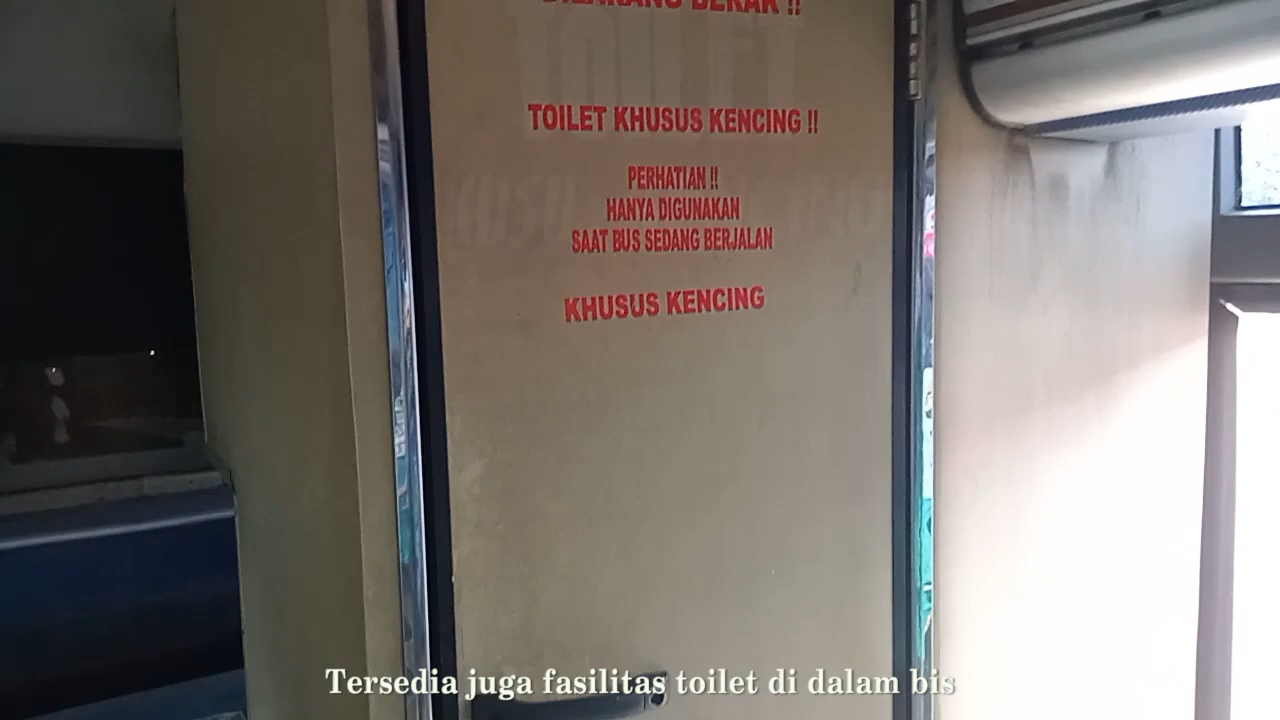 DILARANG BERAK !!
TOILET
TOILET KHUSUS KENCING !!
PERHATIAN !!
HANYA DIGUNAKAN
SAAT BUS SEDANG BERJALAN
KHUSUS KENCING
Tersedia juga fasilitas toilet di dalam bis